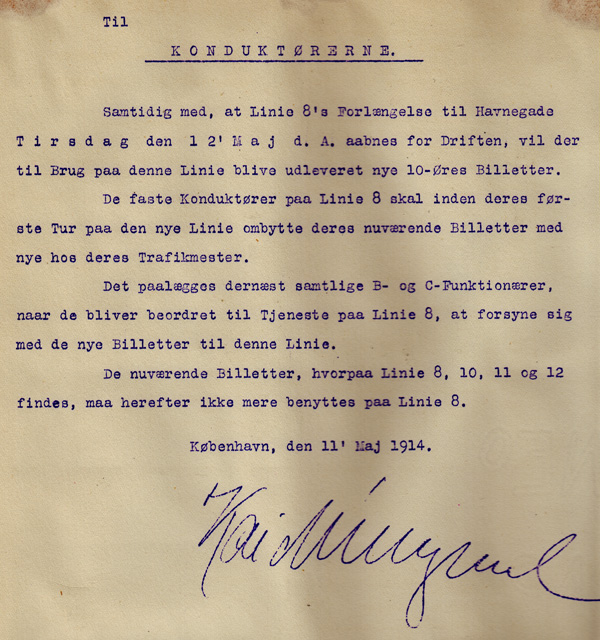 Til
KONDUKTØRERNE.
Samtidig med, at Linie 8's Forlængelse til Havnegade
Tirsdag den 12' Maj d. A. aabnes for Driften, vil der
til Brug paa denne Linie blive udleveret nye 10-Øres Billetter.
De faste Konduktører paa Linie 8 skal inden deres før-
ste Tur paa den nye Linie ombytte deres nuværende Billetter med
nye hos deres Trafikmester.
Det paalægges dernæst samtlige B- og C-Funktionærer,
naar de bliver beordret til Tjeneste paa Linie 8, at forsyne sig
med de nye Billetter til denne Linie.
De nuværende Billetter, hvorpaa Linie 8, 10, 11 og 12
findes, maa herefter ikke mere benyttes paa Linie 8.
København, den 11' Maj 1914.